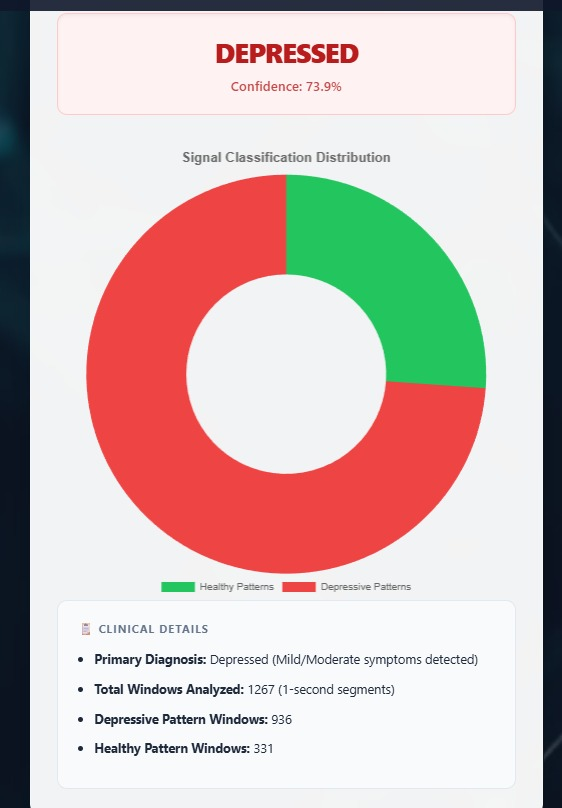 DEPRESSED
Confidence: 73.9%
Signal Classification Distribution
Healthy Patterns Depressive Patterns
CLINICAL DETAILS
• Primary Diagnosis: Depressed (Mild/Moderate symptoms detected)
• Total Windows Analyzed: 1267 (1-second segments)
• Depressive Pattern Windows: 936
• Healthy Pattern Windows: 331